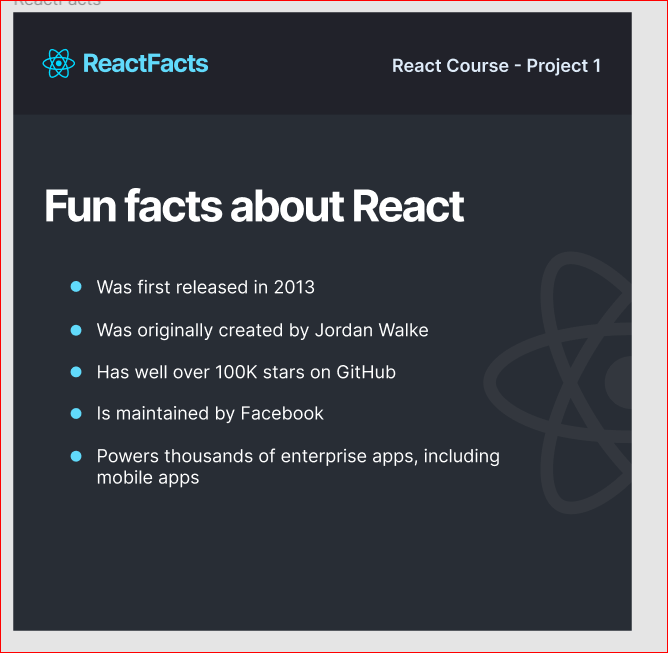 ReactFacts
ReactFacts
React Course - Project 1
Fun facts about React
Was first released in 2013
Was originally created by Jordan Walke
Has well over 100K stars on GitHub
Is maintained by Facebook
Powers thousands of enterprise apps, including
mobile apps